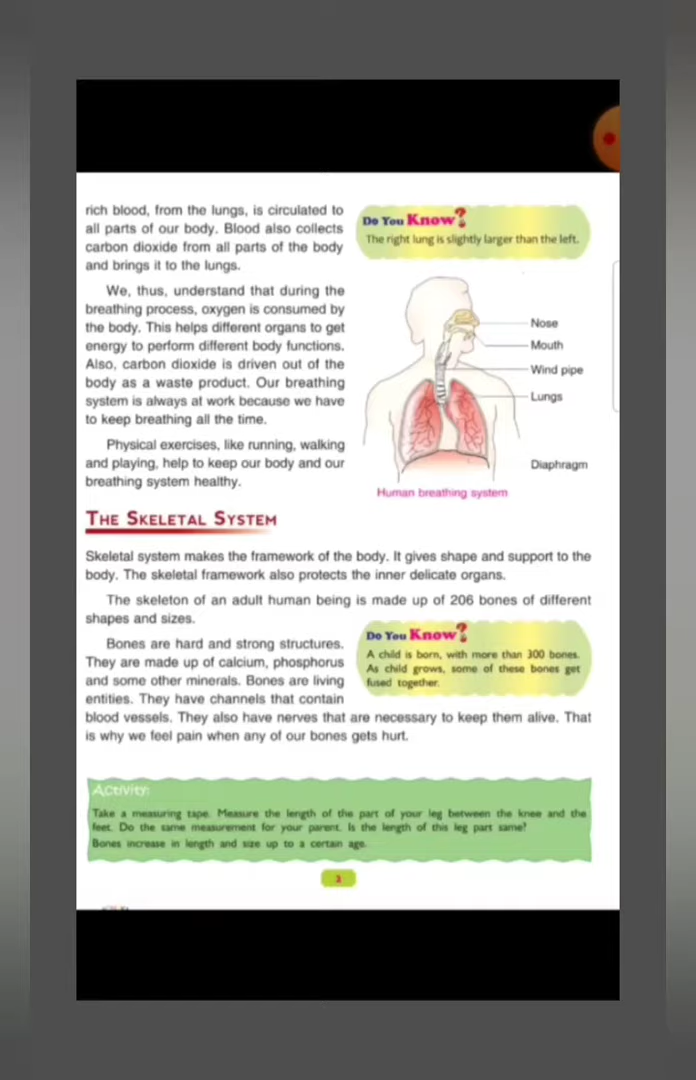 rich blood, from the lungs, is circulated to
all parts of our body. Blood also collects
carbon dioxide from all parts of the body
and brings it to the lungs.
We, thus, understand that during the
breathing process, oxygen is consumed by
the body. This helps different organs to get
energy to perform different body functions.
Also, carbon dioxide is driven out of the
body as a waste product. Our breathing
system is always at work because we have
to keep breathing all the time.
Physical exercises, like running, walking
and playing, help to keep our body and our
breathing system healthy.
Do You Know?
The right lung is slightly larger than the left.
Nose
Mouth
Wind pipe
Lungs
Diaphragm
Human breathing system
THE SKELETAL SYSTEM
Skeletal system makes the framework of the body. It gives shape and support to the
body. The skeletal framework also protects the inner delicate organs.
The skeleton of an adult human being is made up of 206 bones of different
shapes and sizes.
Bones are hard and strong structures.
They are made up of calcium, phosphorus
and some other minerals. Bones are living
entities. They have channels that contain
blood vessels. They also have nerves that are necessary to keep them alive. That
is why we feel pain when any of our bones gets hurt.
Do You Know?
A child is born, with more than 300 bones.
As child grows, some of these bones get
fused together.
Activity:
Take a measuring tape. Measure the length of the part of your leg between the knee and the
feet. Do the same measurement for your parent. Is the length of this leg part same?
Bones increase in length and size up to a certain age.